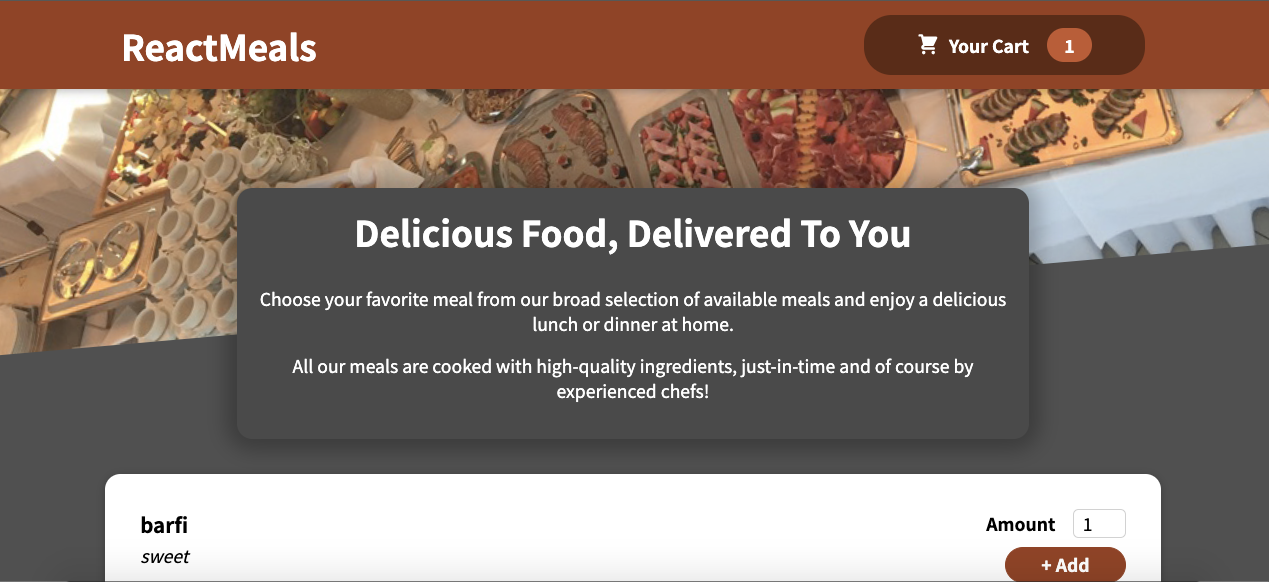 ReactMeals
Your Cart 1
Delicious Food, Delivered To You
Choose your favorite meal from our broad selection of available meals and enjoy a delicious
lunch or dinner at home.
All our meals are cooked with high-quality ingredients, just-in-time and of course by
experienced chefs!
barfi
Amount 1
sweet
+ Add